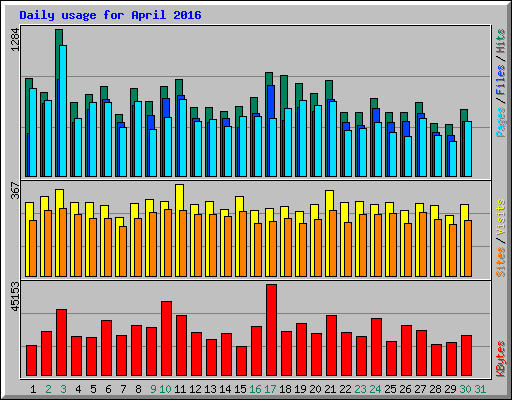 Daily usage for April 2016
1284
Pages / Files / Hits
367
Sites / Visits
45153
KBytes
1 2 3 4 5 6 7 8 9 10 11 12 13 14 15 16 17 18 19 20 21 22 23 24 25 26 27 28 29 30 31